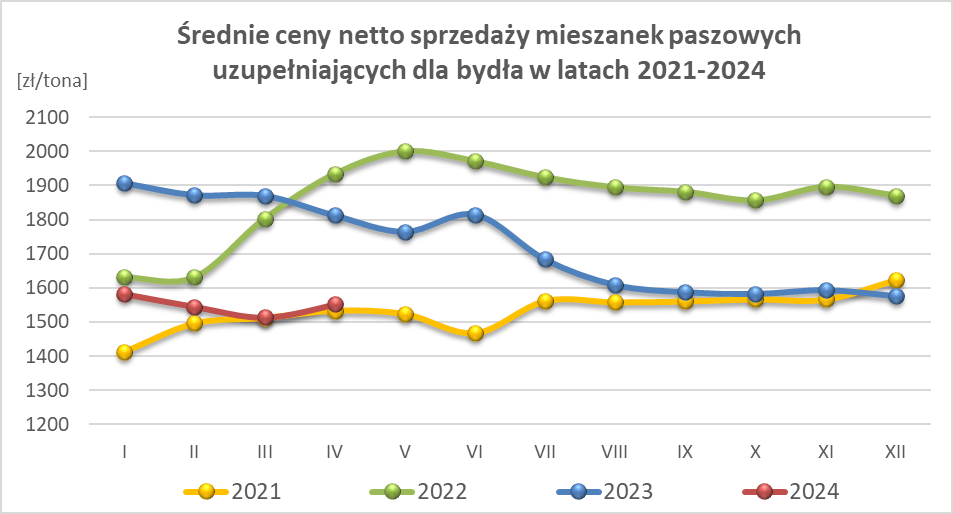 Średnie ceny netto sprzedaży mieszanek paszowych
uzupełniających dla bydła w latach 2021-2024
[zł/tona]
2100
2000
1900
1800
1700
1600
1500
1400
1300
1200
I II III IV V VI VII VIII IX X XI XII
2021 2022 2023 2024